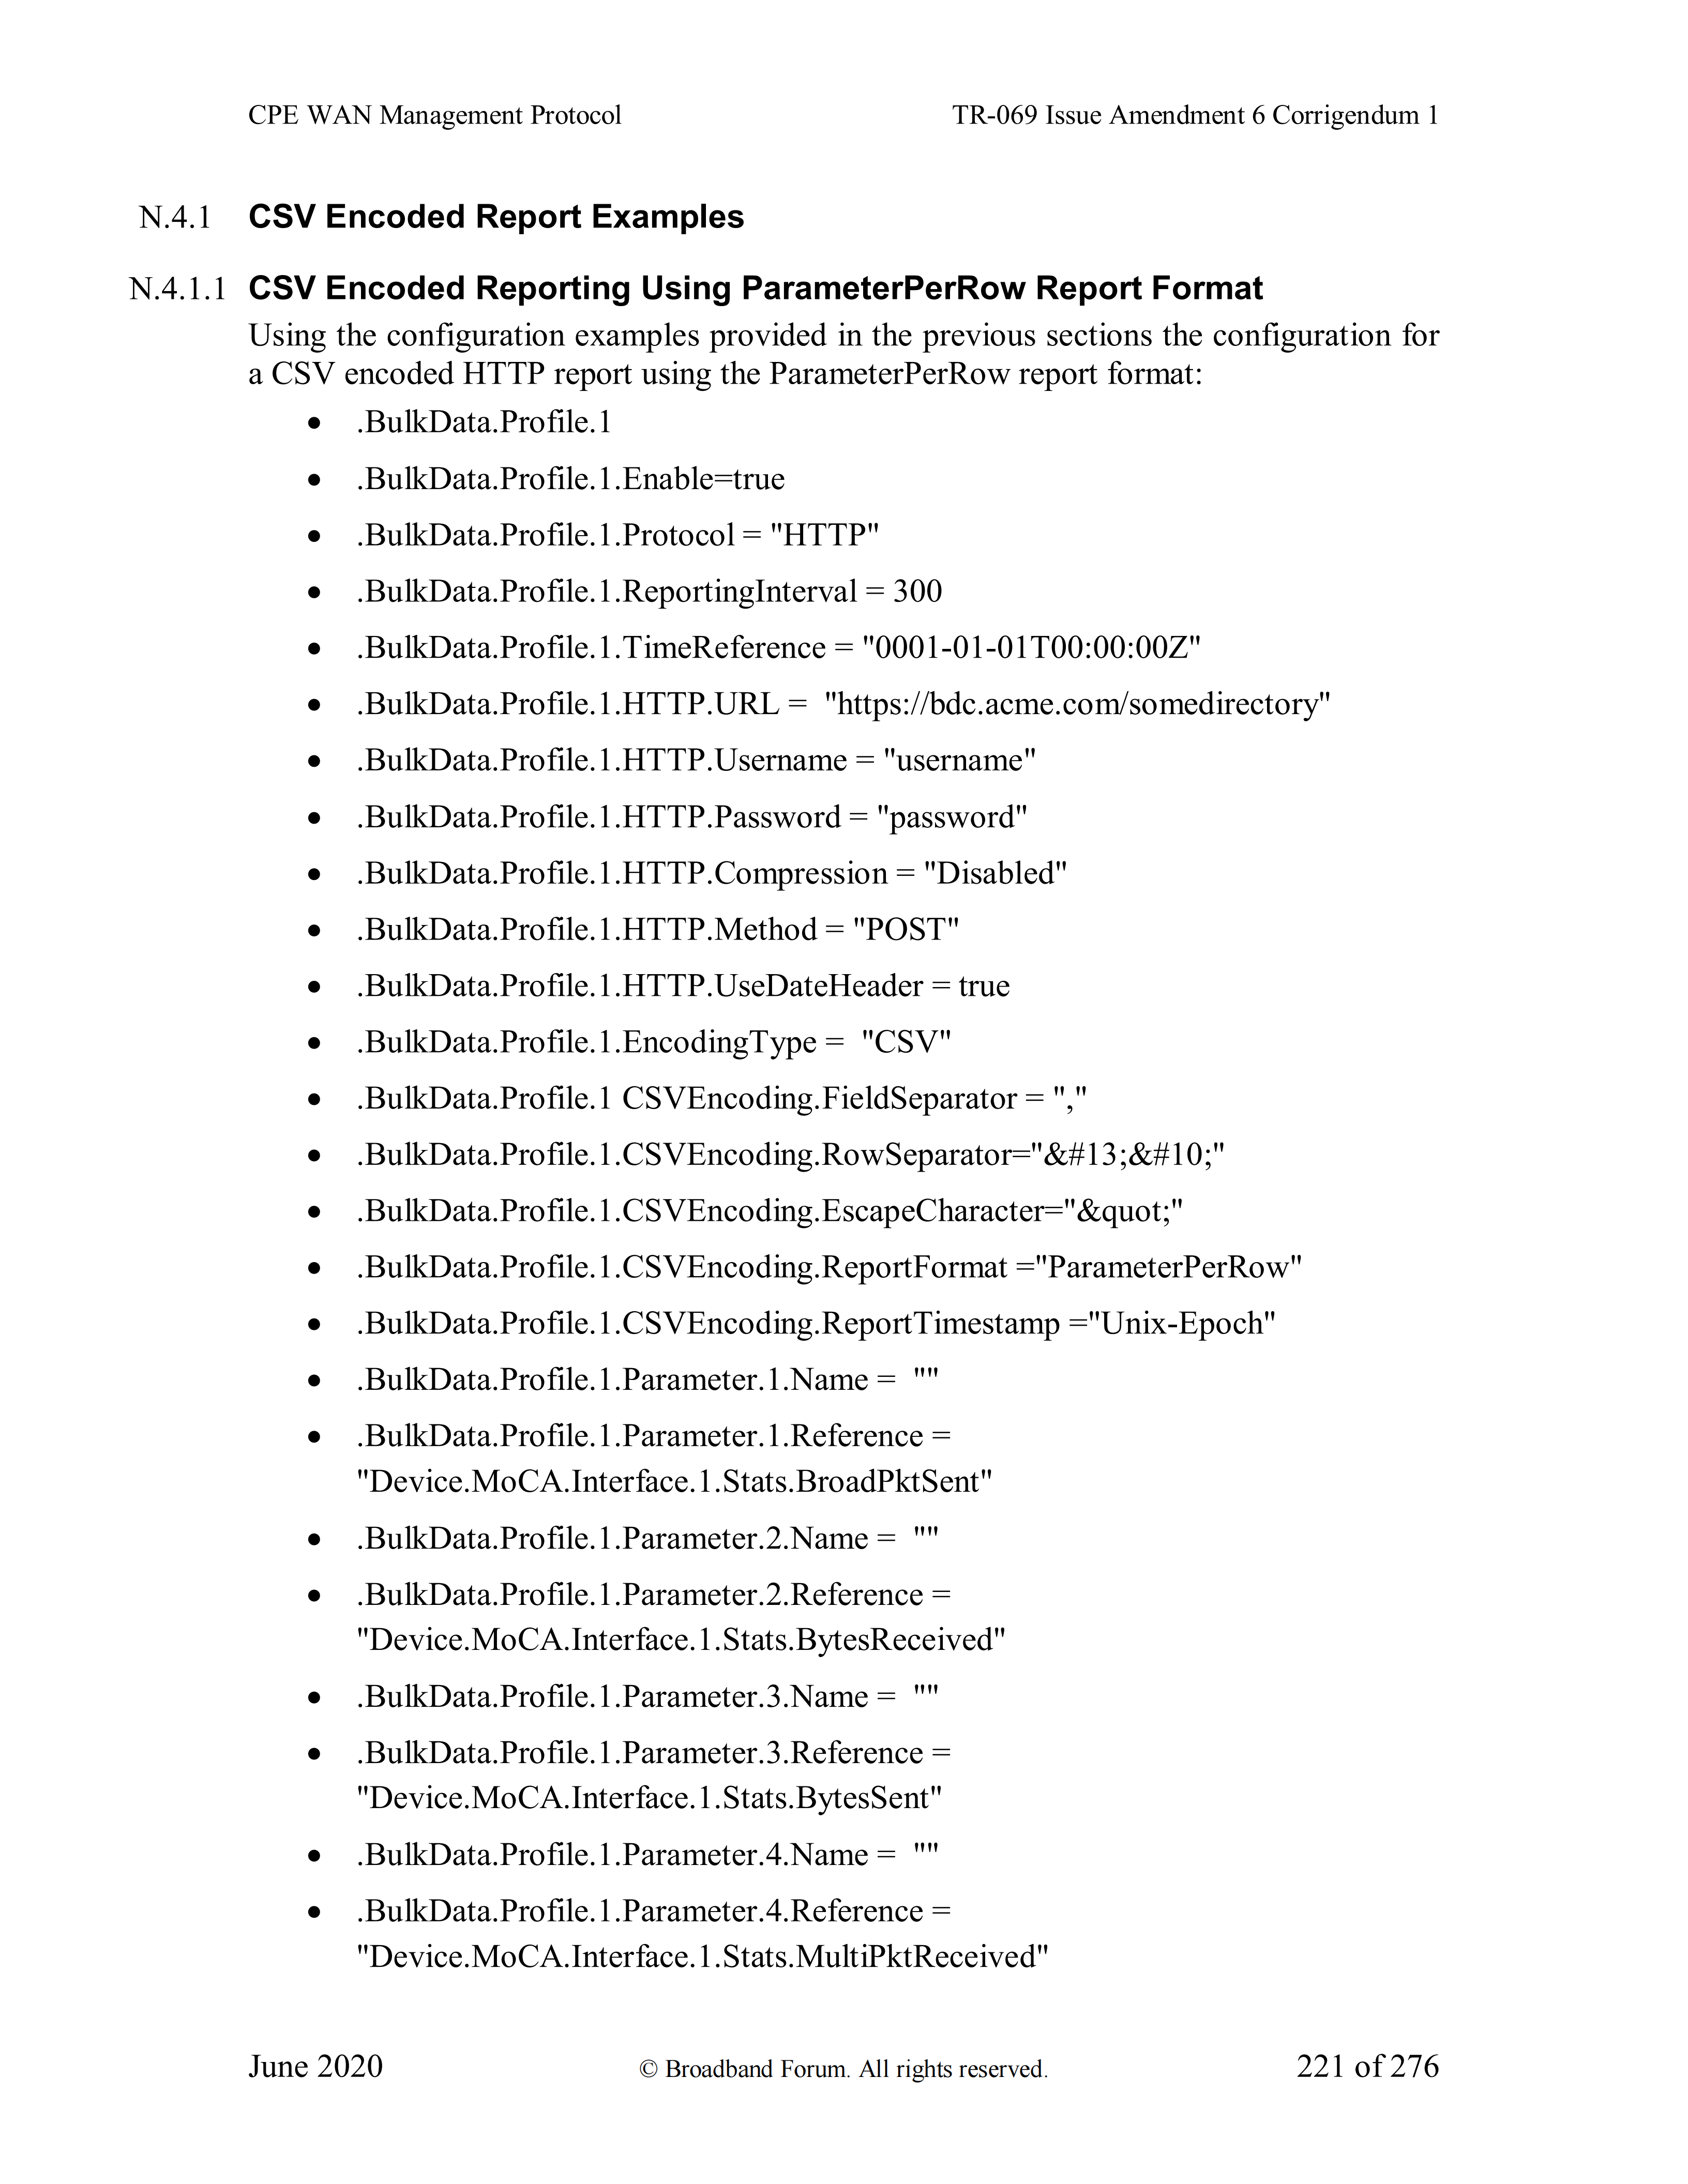 CPE WAN Management Protocol TR-069 Issue Amendment 6 Corrigendum 1
N.4.1 CSV Encoded Report Examples
N.4.1.1 CSV Encoded Reporting Using ParameterPerRow Report Format
Using the configuration examples provided in the previous sections the configuration for
a CSV encoded HTTP report using the ParameterPerRow report format:
• .BulkData.Profile.1
• .BulkData.Profile.1.Enable=true
• .BulkData.Profile.1.Protocol = "HTTP"
• .BulkData.Profile.1.ReportingInterval = 300
• .BulkData.Profile.1.TimeReference = "0001-01-01T00:00:00Z"
• .BulkData.Profile.1.HTTP.URL =  "https://bdc.acme.com/somedirectory"
• .BulkData.Profile.1.HTTP.Username = "username"
• .BulkData.Profile.1.HTTP.Password = "password"
• .BulkData.Profile.1.HTTP.Compression = "Disabled"
• .BulkData.Profile.1.HTTP.Method = "POST"
• .BulkData.Profile.1.HTTP.UseDateHeader = true
• .BulkData.Profile.1.EncodingType =  "CSV"
• .BulkData.Profile.1 CSVEncoding.FieldSeparator = ","
• .BulkData.Profile.1.CSVEncoding.RowSeparator="&#13;&#10;"
• .BulkData.Profile.1.CSVEncoding.EscapeCharacter="&quot;"
• .BulkData.Profile.1.CSVEncoding.ReportFormat ="ParameterPerRow"
• .BulkData.Profile.1.CSVEncoding.ReportTimestamp ="Unix-Epoch"
• .BulkData.Profile.1.Parameter.1.Name =  ""
• .BulkData.Profile.1.Parameter.1.Reference =
"Device.MoCA.Interface.1.Stats.BroadPktSent"
• .BulkData.Profile.1.Parameter.2.Name =  ""
• .BulkData.Profile.1.Parameter.2.Reference =
"Device.MoCA.Interface.1.Stats.BytesReceived"
• .BulkData.Profile.1.Parameter.3.Name =  ""
• .BulkData.Profile.1.Parameter.3.Reference =
"Device.MoCA.Interface.1.Stats.BytesSent"
• .BulkData.Profile.1.Parameter.4.Name =  ""
• .BulkData.Profile.1.Parameter.4.Reference =
"Device.MoCA.Interface.1.Stats.MultiPktReceived"
June 2020 © Broadband Forum. All rights reserved. 221 of 276